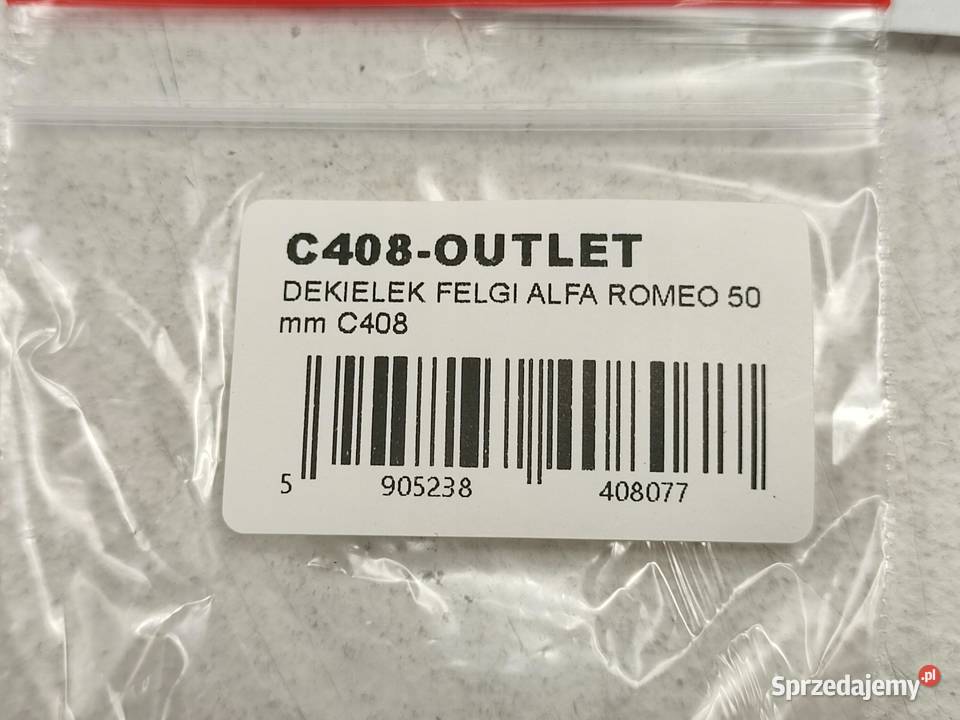 C408-OUTLET
DEKIELEK FELGI ALFA ROMEO 50
mm C408
5 905238 408077
Sprzedajemy.pl